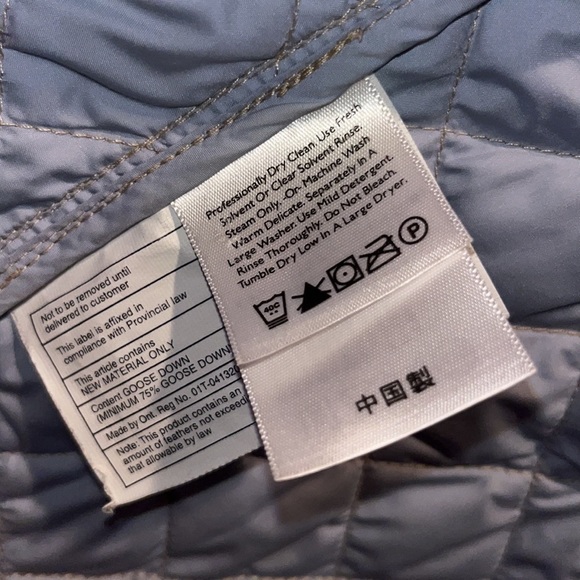 Professionally Dry Clean. Use Fresh
Solvent Or Clear Solvent Rinse.
Steam Only. -Or- Machine Wash
Warm Delicate. Separately. In A
Large Washer. Use Mild Detergent.
Rinse Thoroughly. Do Not Bleach.
Tumble Dry Low In A Large Dryer.
40C
P
中国製
Not to be removed until
delivered to customer
This label is affixed in
compliance with Provincial law
This article contains
NEW MATERIAL ONLY
Content GOOSE DOWN
(MINIMUM 75% GOOSE DOWN
Made by Ont. Reg No. 01T-04132
Note: This product contains an
amount of feathers not exceed
that allowable by law